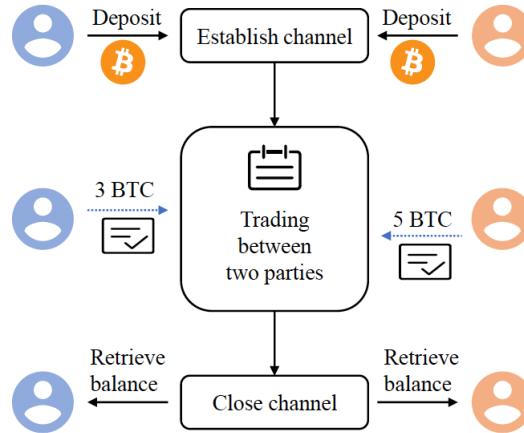 Deposit
Deposit
Establish channel
3 BTC
5 BTC
Trading
between
two parties
Retrieve
balance
Retrieve
balance
Close channel